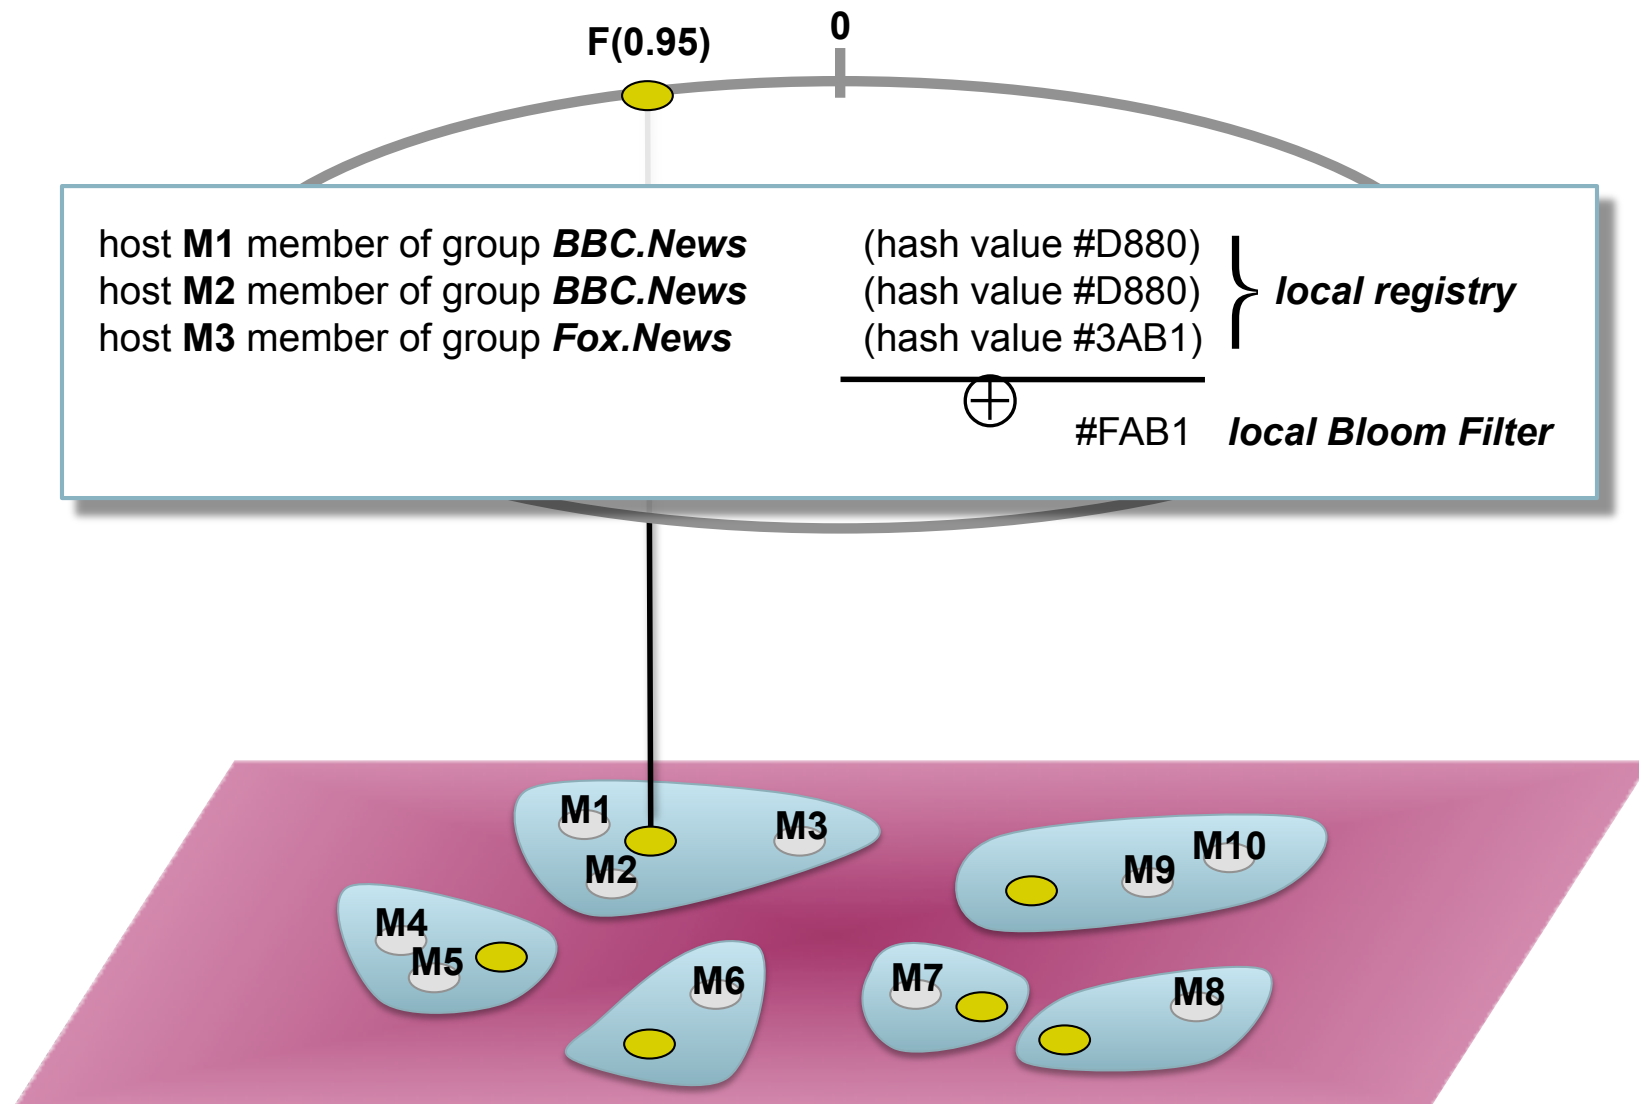 F(0.95)
0
host M1 member of group BBC.News (hash value #D880)
host M2 member of group BBC.News (hash value #D880)
host M3 member of group Fox.News (hash value #3AB1)
local registry
#FAB1 local Bloom Filter
M1
M2
M3
M4
M5
M6
M7
M8
M9
M10